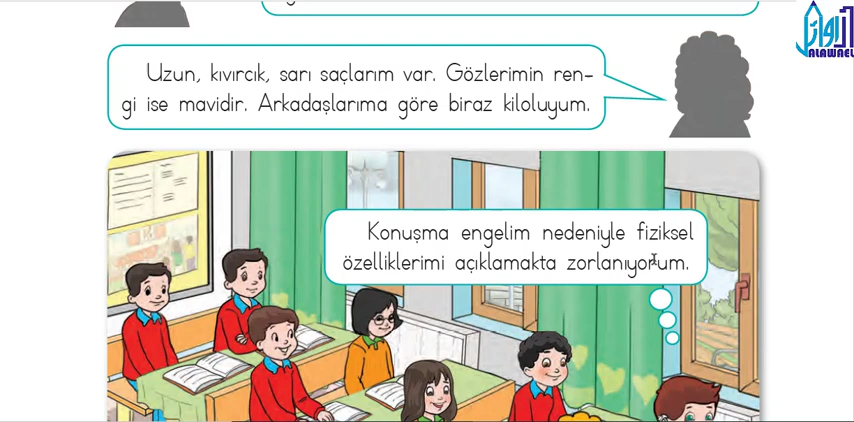 Uzun, kıvırcık, sarı saçlarım var. Gözlerimin ren-
gi ise mavidir. Arkadaşlarıma göre biraz kiloluyum.
Konuşma engelim nedeniyle fiziksel
özelliklerimi açıklamakta zorlanıyorum.
الأوائل
ALAWAEL